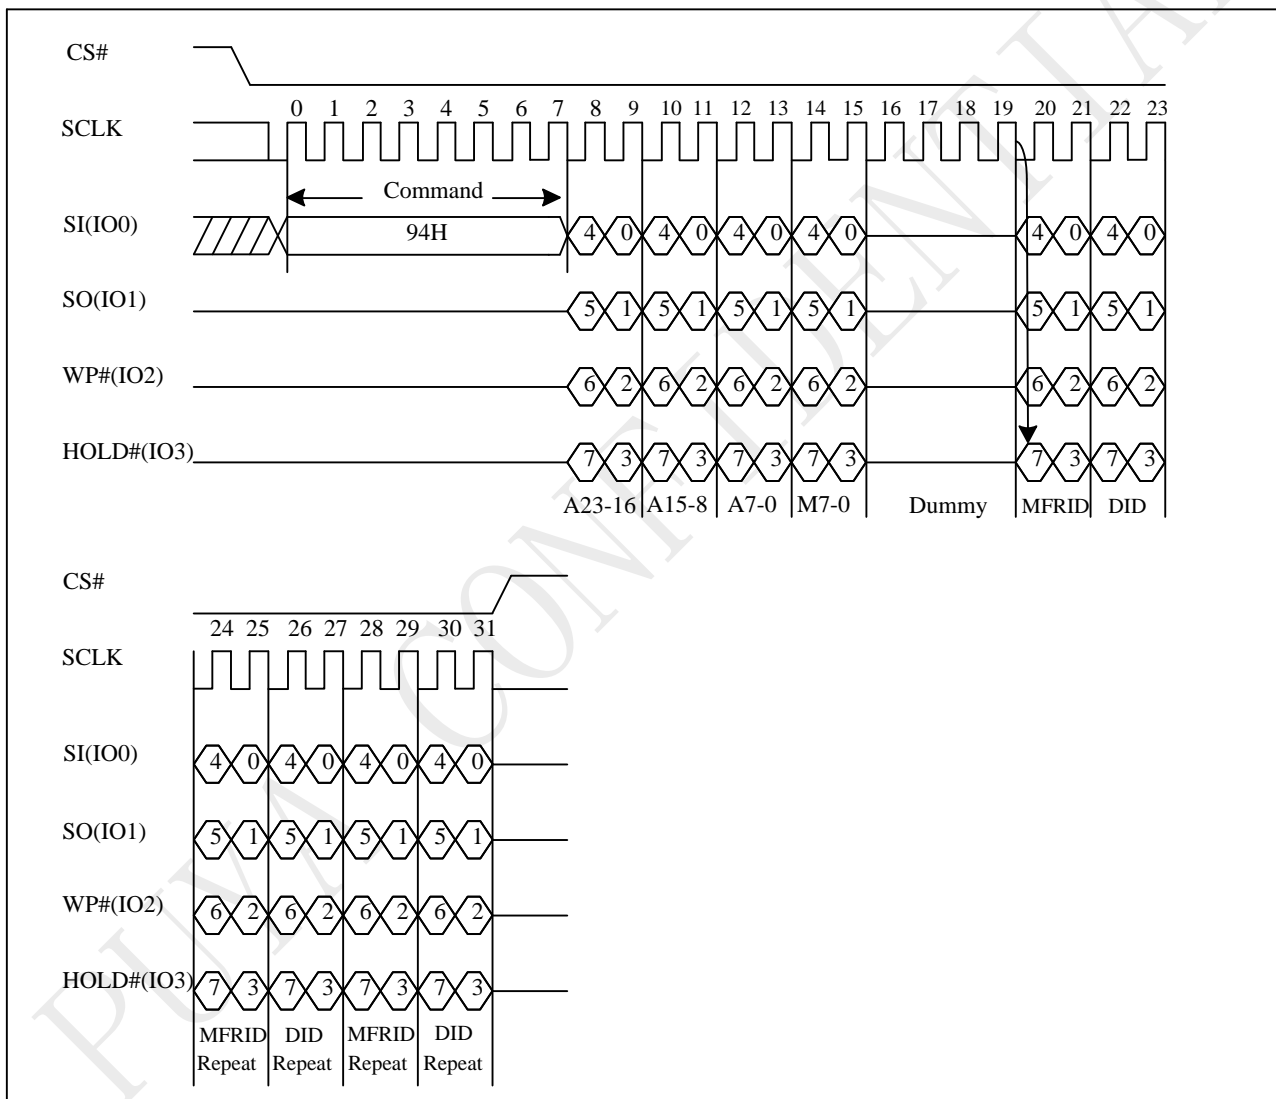 CS#
0 1 2 3 4 5 6 7 8 9 10 11 12 13 14 15 16 17 18 19 20 21 22 23
SCLK
Command
SI(IO0) 94H 4 0 4 0 4 0 4 0 4 0 4 0
SO(IO1) 5 1 5 1 5 1 5 1 5 1 5 1
WP#(IO2) 6 2 6 2 6 2 6 2 6 2 6 2
HOLD#(IO3) 7 3 7 3 7 3 7 3 7 3 7 3
A23-16 A15-8 A7-0 M7-0 Dummy MFRID DID
CS#
24 25 26 27 28 29 30 31
SCLK
SI(IO0) 4 0 4 0 4 0 4 0
SO(IO1) 5 1 5 1 5 1 5 1
WP#(IO2) 6 2 6 2 6 2 6 2
HOLD#(IO3) 7 3 7 3 7 3 7 3
MFRID DID MFRID DID
Repeat Repeat Repeat Repeat
PUYA CONFIDENTIAL